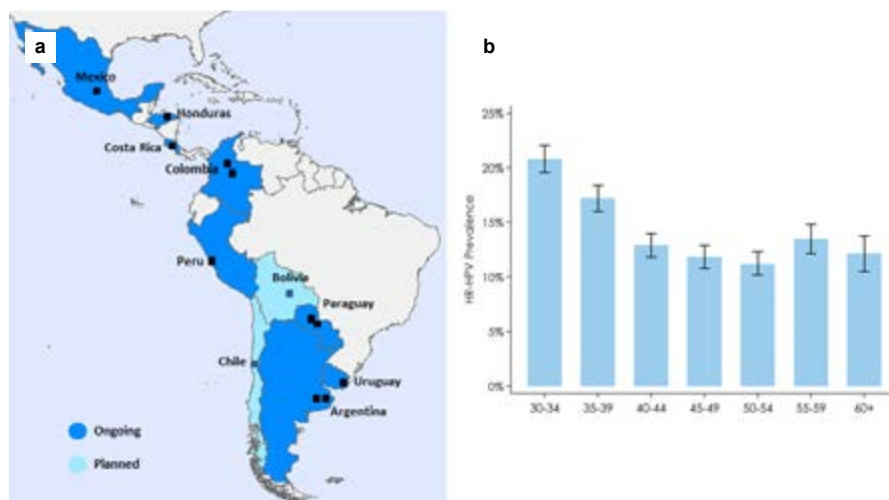 a
Mexico
Honduras
Costa Rica
Colombia
Peru
Bolivia
Paraguay
Chile
Uruguay
Argentina
Ongoing
Planned
b
25%
20%
15%
10%
5%
0%
HR-HPV Prevalence
30-34 35-39 40-44 45-49 50-54 55-59 60+